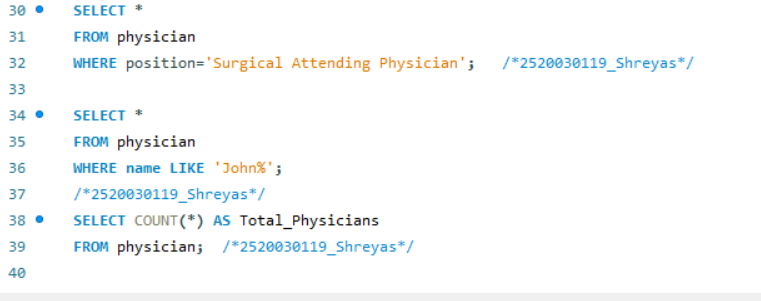 30 SELECT *
31 FROM physician
32 WHERE position='Surgical Attending Physician'; /*2520030119_Shreyas*/
33
34 SELECT *
35 FROM physician
36 WHERE name LIKE 'John%';
37 /*2520030119_Shreyas*/
38 SELECT COUNT(*) AS Total_Physicians
39 FROM physician; /*2520030119_Shreyas*/
40